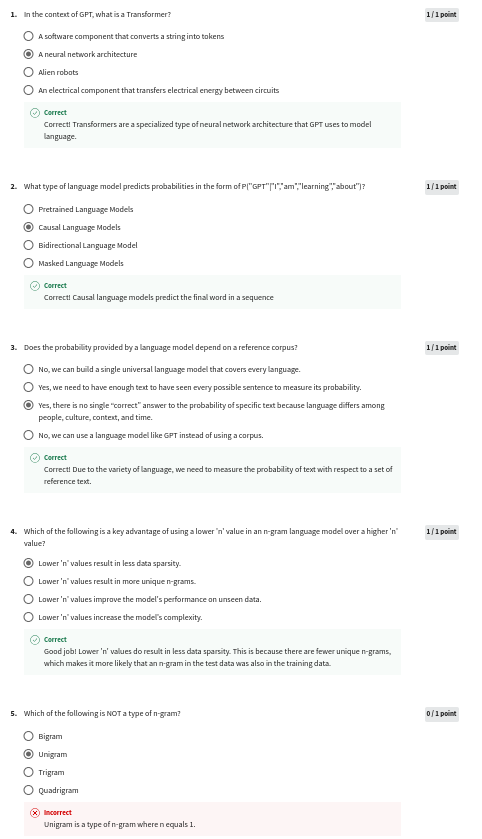 1. In the context of GPT, what is a Transformer? 1 / 1 point
A software component that converts a string into tokens
A neural network architecture
Alien robots
An electrical component that transfers electrical energy between circuits
Correct
Correct! Transformers are a specialized type of neural network architecture that GPT uses to model
language.
2. What type of language model predicts probabilities in the form of P("GPT"|"I","am","learning","about")? 1 / 1 point
Pretrained Language Models
Causal Language Models
Bidirectional Language Model
Masked Language Models
Correct
Correct! Causal language models predict the final word in a sequence
3. Does the probability provided by a language model depend on a reference corpus? 1 / 1 point
No, we can build a single universal language model that covers every language.
Yes, we need to have enough text to have seen every possible sentence to measure its probability.
Yes, there is no single “correct” answer to the probability of specific text because language differs among
people, culture, context, and time.
No, we can use a language model like GPT instead of using a corpus.
Correct
Correct! Due to the variety of language, we need to measure the probability of text with respect to a set of
reference text.
4. Which of the following is a key advantage of using a lower 'n' value in an n-gram language model over a higher 'n' 1 / 1 point
value?
Lower 'n' values result in less data sparsity.
Lower 'n' values result in more unique n-grams.
Lower 'n' values improve the model's performance on unseen data.
Lower 'n' values increase the model's complexity.
Correct
Good job! Lower 'n' values do result in less data sparsity. This is because there are fewer unique n-grams,
which makes it more likely that an n-gram in the test data was also in the training data.
5. Which of the following is NOT a type of n-gram? 0 / 1 point
Bigram
Unigram
Trigram
Quadrigram
Incorrect
Unigram is a type of n-gram where n equals 1.